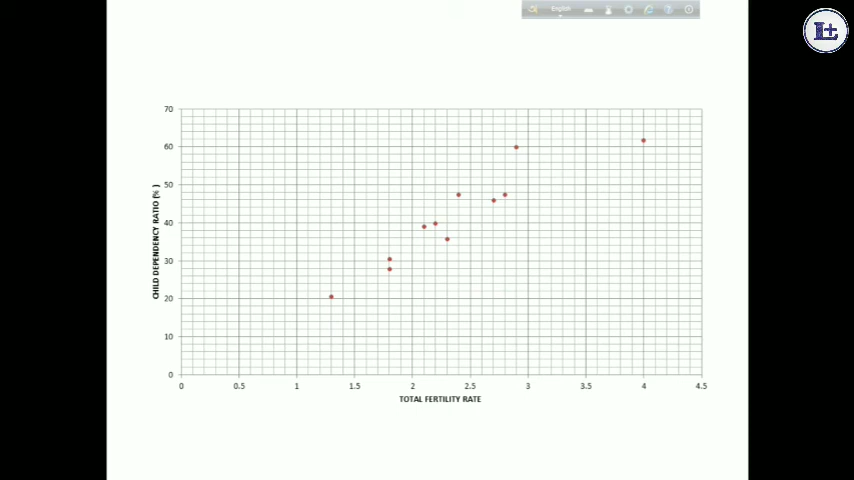 English
L+
70
60
50
40
30
20
10
0
CHILD DEPENDENCY RATIO (% )
0 0.5 1 1.5 2 2.5 3 3.5 4 4.5
TOTAL FERTILITY RATE